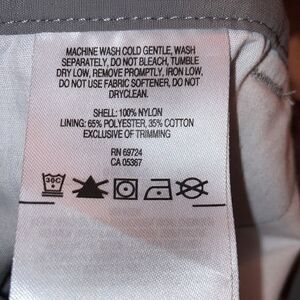 MACHINE WASH COLD GENTLE, WASH
SEPARATELY, DO NOT BLEACH, TUMBLE
DRY LOW, REMOVE PROMPTLY, IRON LOW,
DO NOT USE FABRIC SOFTENER, DO NOT
DRYCLEAN.
SHELL: 100% NYLON
LINING: 65% POLYESTER, 35% COTTON
EXCLUSIVE OF TRIMMING
RN 69724
CA 05367
30C